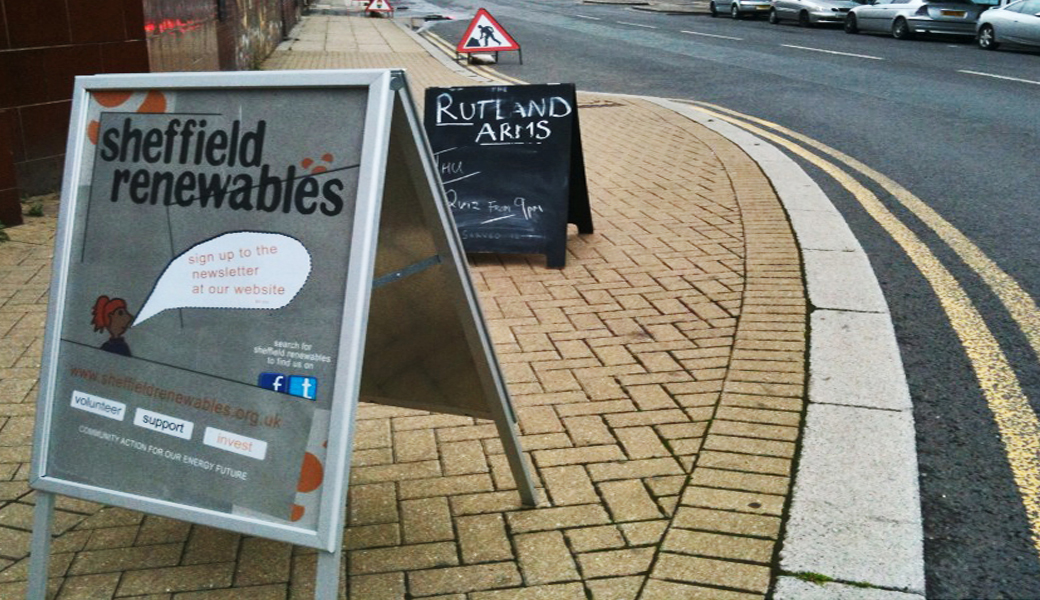 sheffield
renewables
sign up to the
newsletter
at our website
search for
sheffield renewables
to find us on
f t
www.sheffieldrenewables.org.uk
volunteer support invest
COMMUNITY ACTION FOR OUR ENERGY FUTURE
THE
RUTLAND
ARMS
THU
QUIZ FROM 9pm